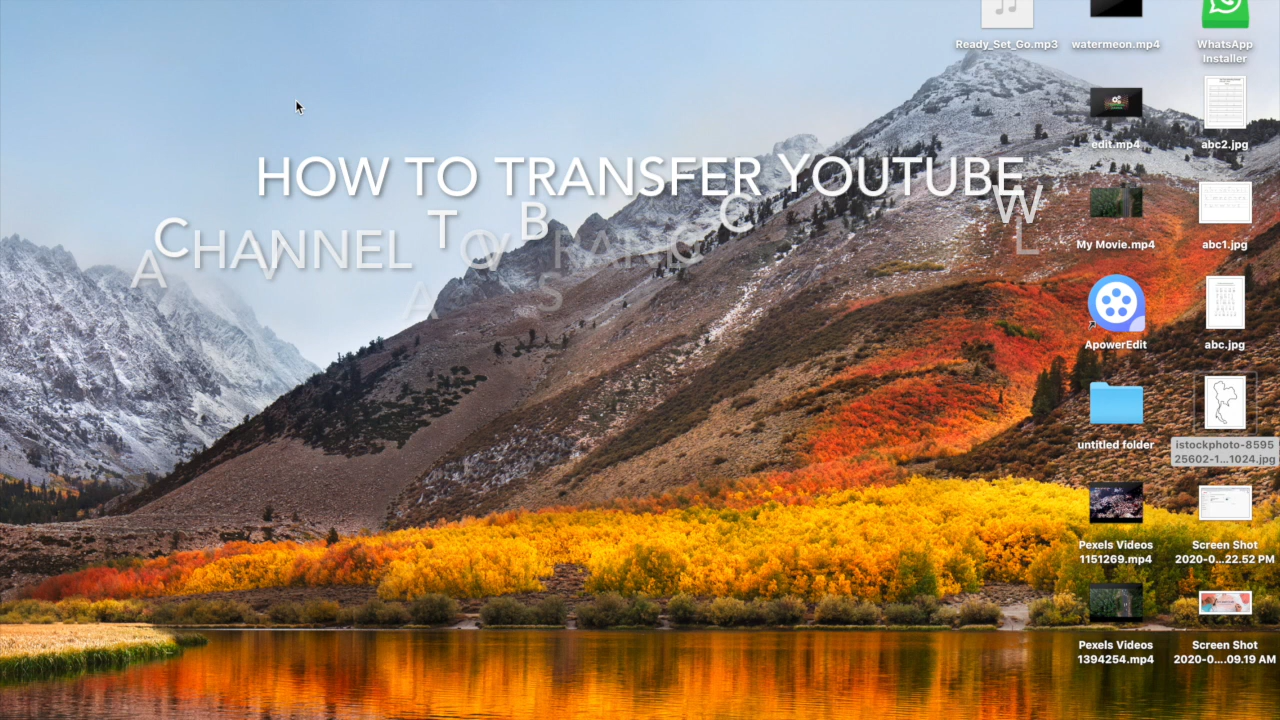 HOW TO TRANSFER YOUTUBE
CHANNEL TO BRAND
Ready_Set_Go.mp3
watermeon.mp4
WhatsApp
Installer
edit.mp4
abc2.jpg
My Movie.mp4
abc1.jpg
ApowerEdit
abc.jpg
untitled folder
istockphoto-8595
25602-1...1024.jpg
Pexels Videos
1151269.mp4
Screen Shot
2020-0...22.52 PM
Pexels Videos
1394254.mp4
Screen Shot
2020-0....09.19 AM